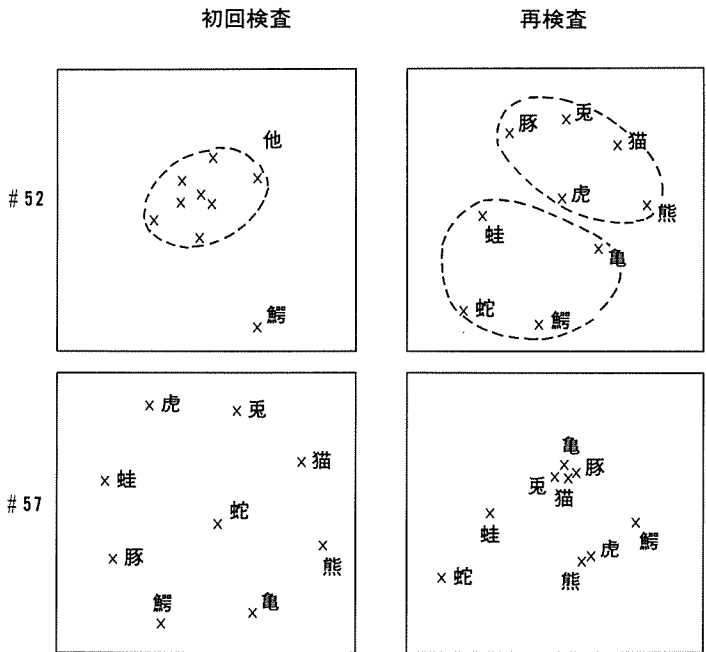 初回検査
再検査
#52
他
鰐
豚
兎
猫
虎
熊
蛙
亀
蛇
鰐
#57
虎
兎
猫
蛙
蛇
豚
熊
鰐
亀
亀
豚
兎
猫
蛙
鰐
虎
熊
蛇